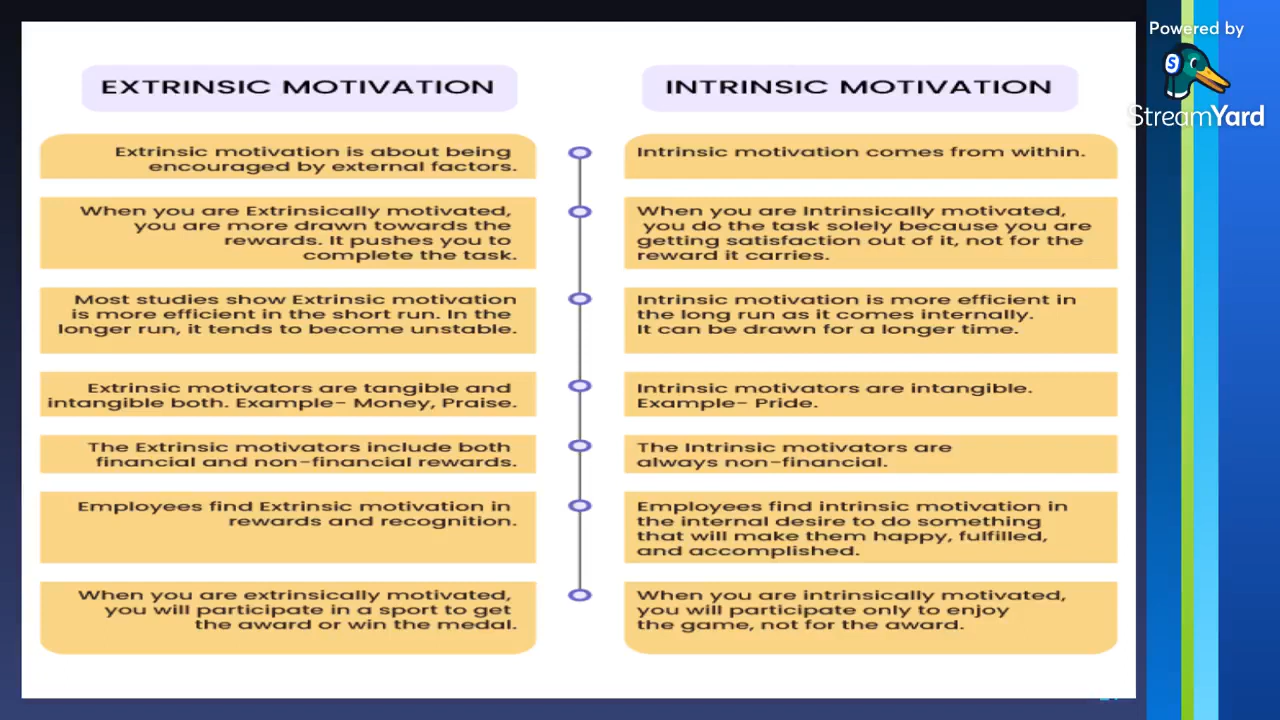 EXTRINSIC MOTIVATION
Extrinsic motivation is about being
encouraged by external factors.
When you are Extrinsically motivated,
you are more drawn towards the
rewards. It pushes you to
complete the task.
Most studies show Extrinsic motivation
is more efficient in the short run. In the
longer run, it tends to become unstable.
Extrinsic motivators are tangible and
intangible both. Example- Money, Praise.
The Extrinsic motivators include both
financial and non-financial rewards.
Employees find Extrinsic motivation in
rewards and recognition.
When you are extrinsically motivated,
you will participate in a sport to get
the award or win the medal.
INTRINSIC MOTIVATION
Intrinsic motivation comes from within.
When you are Intrinsically motivated,
you do the task solely because you are
getting satisfaction out of it, not for the
reward it carries.
Intrinsic motivation is more efficient in
the long run as it comes internally.
It can be drawn for a longer time.
Intrinsic motivators are intangible.
Example- Pride.
The Intrinsic motivators are
always non-financial.
Employees find intrinsic motivation in
the internal desire to do something
that will make them happy, fulfilled,
and accomplished.
When you are intrinsically motivated,
you will participate only to enjoy
the game, not for the award.
Powered by
S
StreamYard